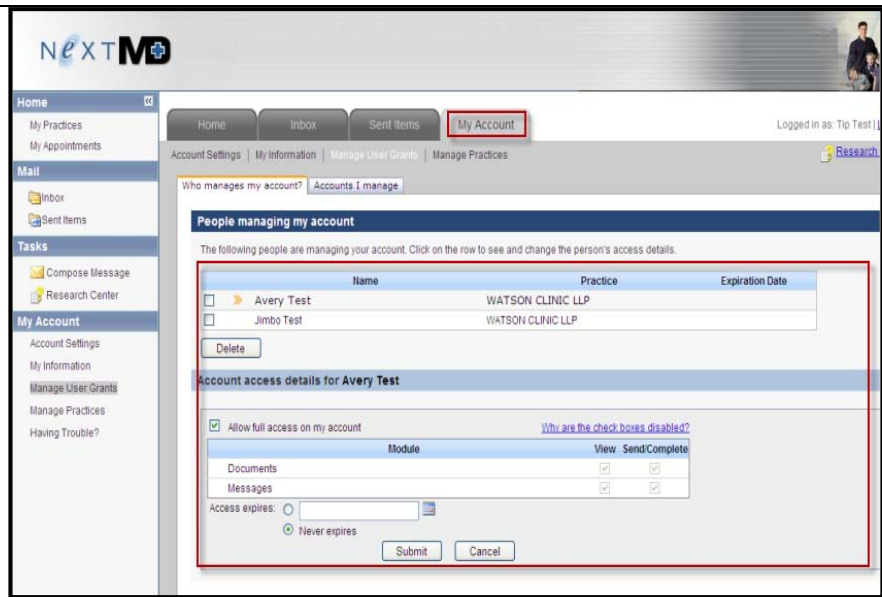 NextMD
Home
My Practices
My Appointments
Mail
Inbox
Sent Items
Tasks
Compose Message
Research Center
My Account
Account Settings
My Information
Manage User Grants
Manage Practices
Having Trouble?
Home Inbox Sent Items My Account
Logged in as: Tip Test |
Account Settings | My Information | Manage User Grants | Manage Practices
Research
Who manages my account? Accounts I manage
People managing my account
The following people are managing your account. Click on the row to see and change the person's access details.
Name Practice Expiration Date
Avery Test WATSON CLINIC LLP
Jimbo Test WATSON CLINIC LLP
Delete
Account access details for Avery Test
Allow full access on my account Why are the check boxes disabled?
Module View Send/Complete
Documents
Messages
Access expires:
Never expires
Submit Cancel